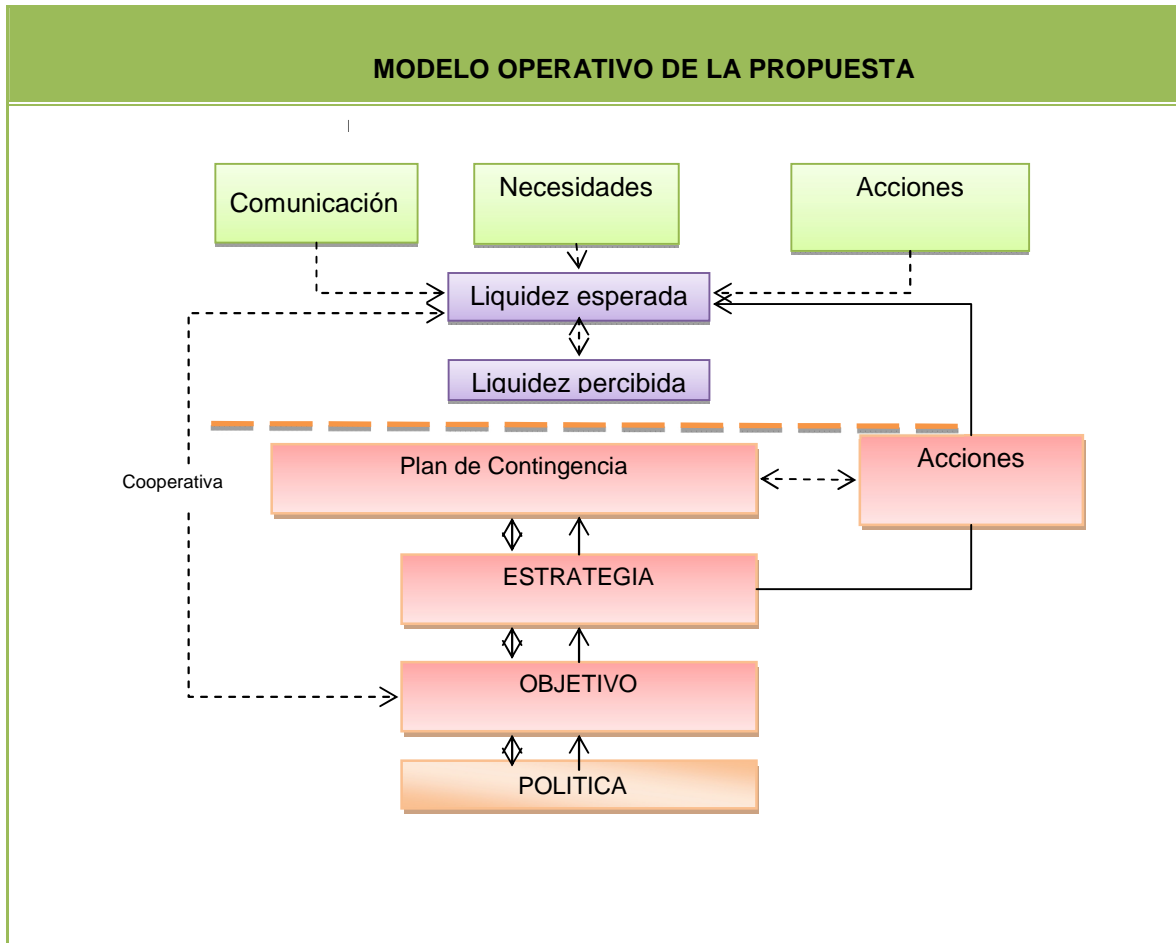 MODELO OPERATIVO DE LA PROPUESTA
Comunicación
Necesidades
Acciones
Liquidez esperada
Liquidez percibida
Cooperativa
Plan de Contingencia
Acciones
ESTRATEGIA
OBJETIVO
POLITICA